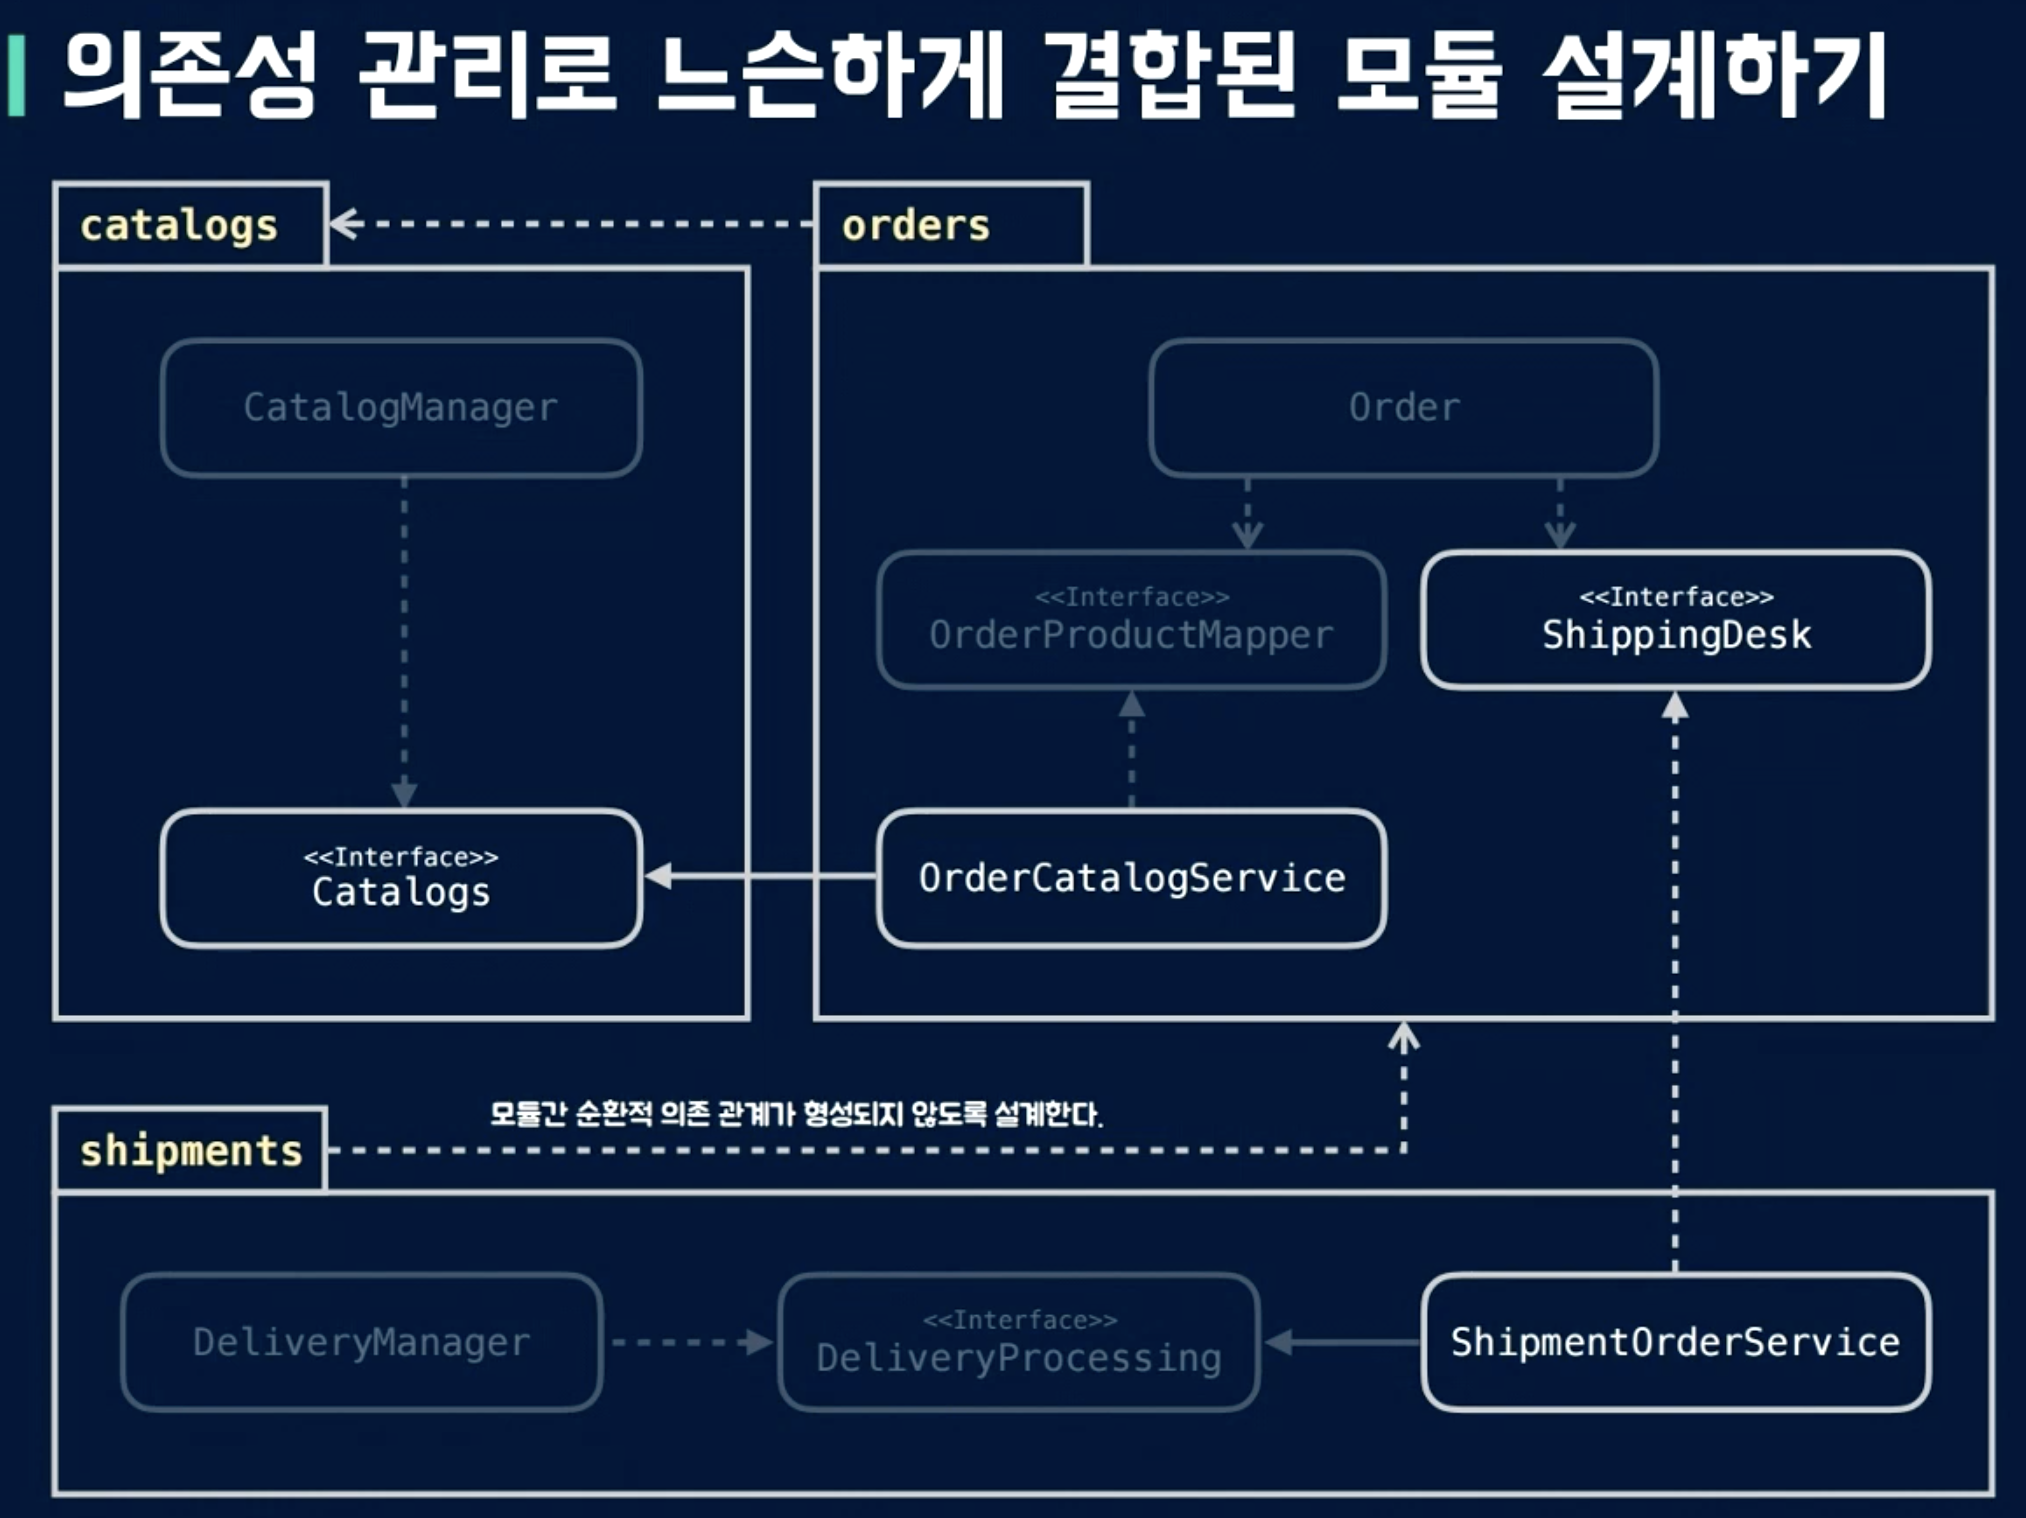 의존성 관리로 느슨하게 결합된 모듈 설계하기
catalogs
orders
CatalogManager
Order
<<Interface>>
OrderProductMapper
<<Interface>>
ShippingDesk
<<Interface>>
Catalogs
OrderCatalogService
모듈간 순환적 의존 관계가 형성되지 않도록 설계한다.
shipments
DeliveryManager
<<Interface>>
DeliveryProcessing
ShipmentOrderService